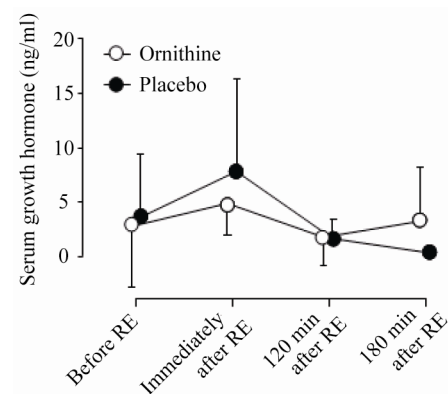 Serum growth hormone (ng/ml)
20
15
10
5
0
Ornithine
Placebo
Before RE
Immediately
after RE
120 min
after RE
180 min
after RE